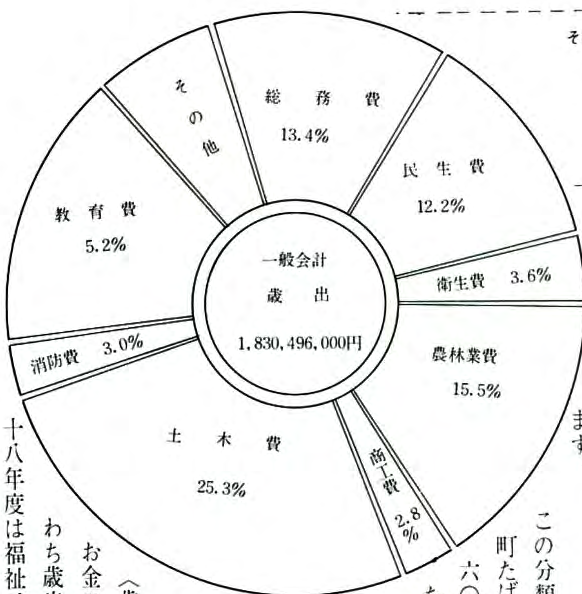 そ
総務費
13.4%
民生費
12.2%
衛生費 3.6%
農林業費
15.5%
商工費
2.8
%
土木費
25.3%
消防費 3.0%
教育費
5.2%
その他
一般会計
歳出
1,830,496,000円
ます
この分類
町たば
六〇
た
〈歳
お金
わち歳
十八年度は福祉